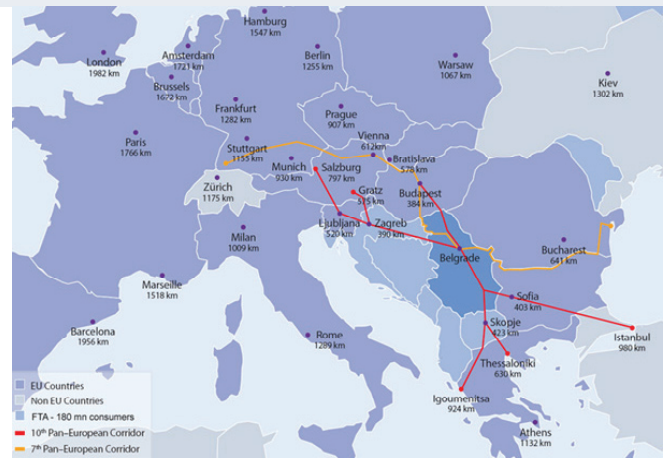 Hamburg
1547 km
London
1982 km
Amsterdam
1721 km
Berlin
1255 km
Warsaw
1067 km
Brussels
1672 km
Kiev
1302 km
Frankfurt
1282 km
Prague
907 km
Paris
1766 km
Stuttgart
1155 km
Vienna
612km
Bratislava
578 km
Munich
930 km
Salzburg
797 km
Budapest
384 km
Zürich
1175 km
Gratz
515 km
Ljubljana
520 km
Zagreb
390 km
Milan
1009 km
Belgrade
Bucharest
641 km
Marseille
1518 km
Sofia
403 km
Skopje
423 km
Barcelona
1956 km
Rome
1289 km
Istanbul
980 km
Thessaloniki
630 km
Igoumenitsa
924 km
Athens
1132 km
EU Countries
Non EU Countries
FTA - 180 mn consumers
10th Pan–European Corridor
7th Pan–European Corridor